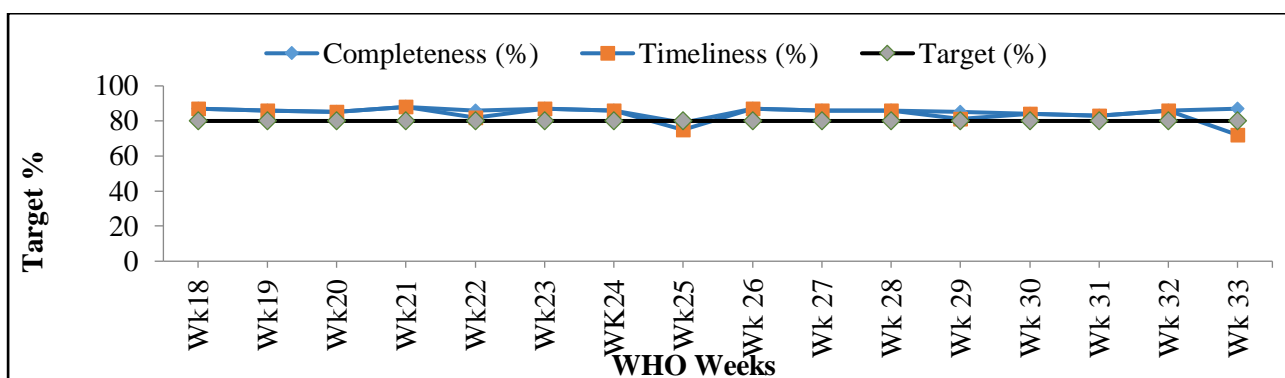 Completeness (%) Timeliness (%) Target (%)
100
80
60
40
20
0
Target %
Wk18 Wk19 Wk20 Wk21 Wk22 Wk23 WK24 Wk25 Wk 26 Wk 27 Wk 28 Wk 29 Wk 30 Wk 31 Wk 32 Wk 33
WHO Weeks